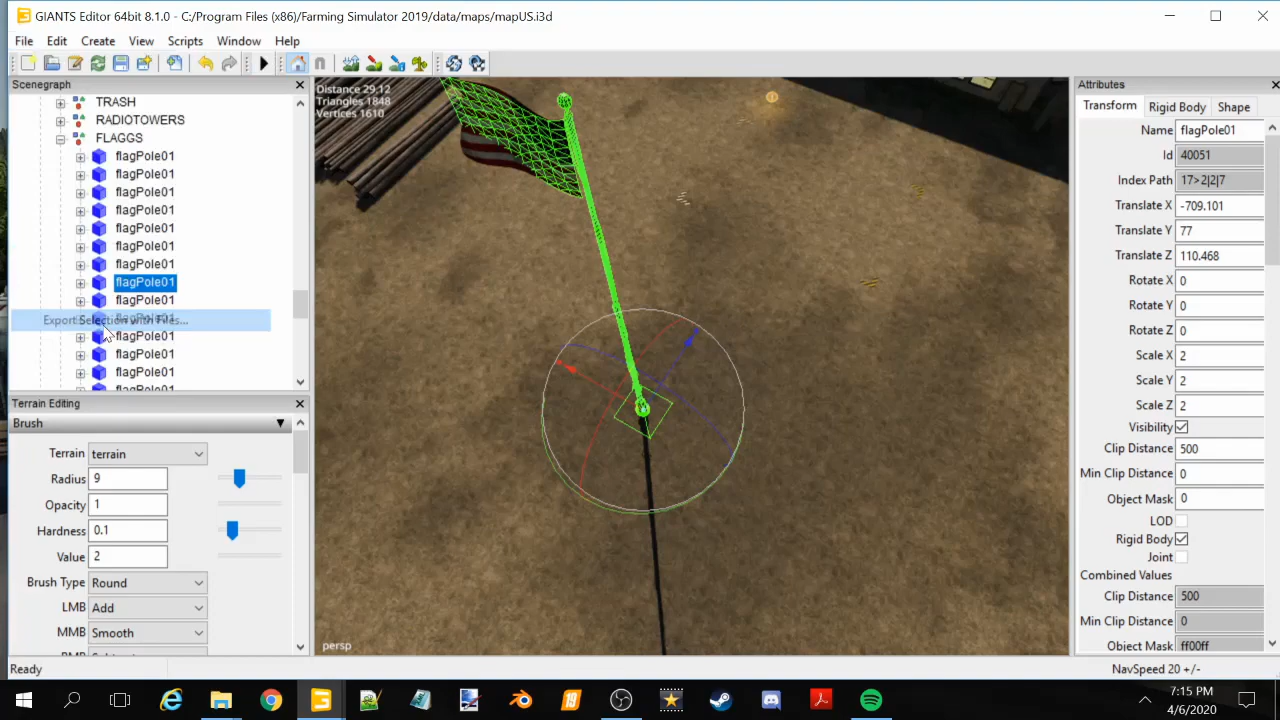 GIANTS Editor 64bit 8.1.0 - C:/Program Files (x86)/Farming Simulator 2019/data/maps/mapUS.i3d
File Edit Create View Scripts Window Help
Scenegraph
TRASH
RADIOTOWERS
FLAGGS
flagPole01
flagPole01
flagPole01
flagPole01
flagPole01
flagPole01
flagPole01
flagPole01
flagPole01
flagPole01
Export Selection with Files...
flagPole01
flagPole01
flagPole01
flagPole01
Terrain Editing
Brush
Terrain terrain
Radius 9
Opacity 1
Hardness 0.1
Value 2
Brush Type Round
LMB Add
MMB Smooth
Distance 29.12
Triangles 1848
Vertices 1610
persp
Attributes
Transform Rigid Body Shape
Name flagPole01
Id 40051
Index Path 17>2|2|7
Translate X -709.101
Translate Y 77
Translate Z 110.468
Rotate X 0
Rotate Y 0
Rotate Z 0
Scale X 2
Scale Y 2
Scale Z 2
Visibility
Clip Distance 500
Min Clip Distance 0
Object Mask 0
LOD
Rigid Body
Joint
Combined Values
Clip Distance 500
Min Clip Distance 0
Object Mask ff00ff
Ready
NavSpeed 20 +/-
19
7:15 PM
4/6/2020